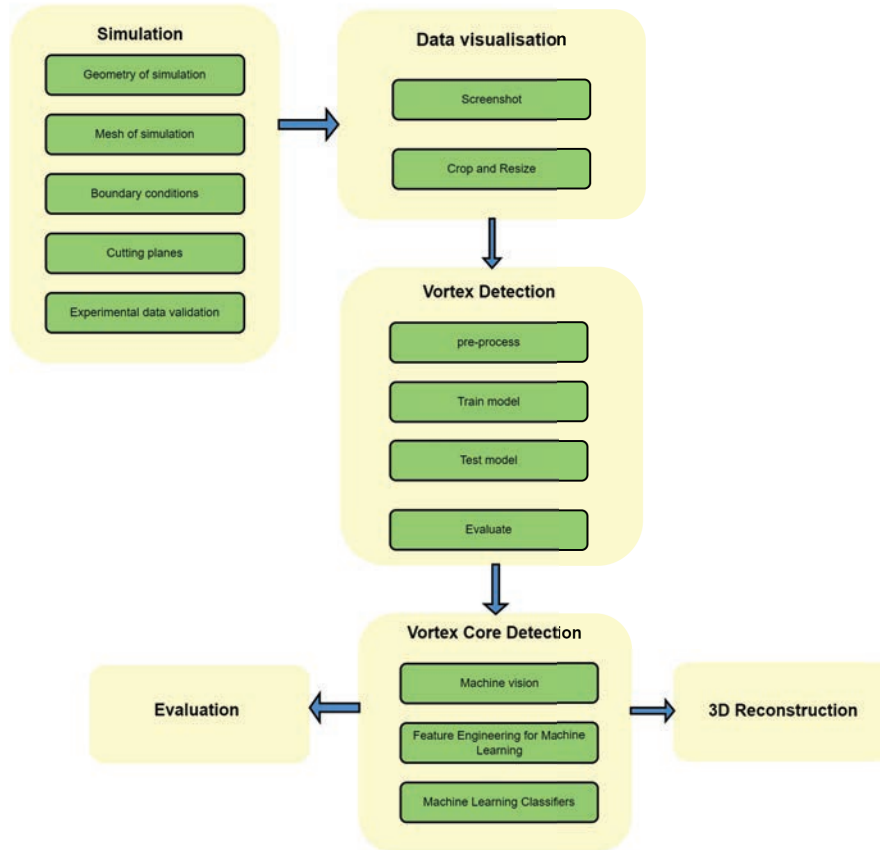 Simulation
Geometry of simulation
Mesh of simulation
Boundary conditions
Cutting planes
Experimental data validation
Data visualisation
Screenshot
Crop and Resize
Vortex Detection
pre-process
Train model
Test model
Evaluate
Vortex Core Detection
Machine vision
Feature Engineering for Machine
Learning
Machine Learning Classifiers
Evaluation
3D Reconstruction